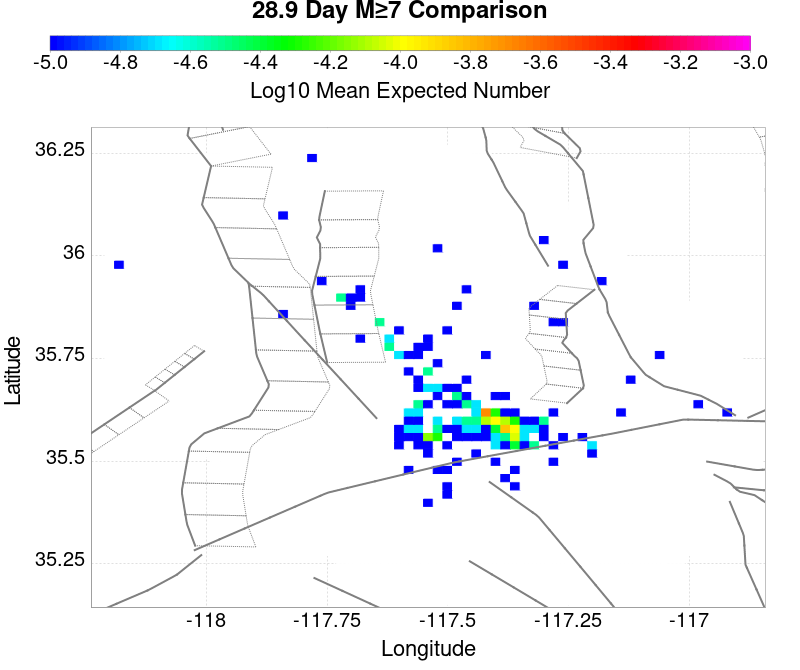 28.9 Day M≥7 Comparison
-5.0 -4.8 -4.6 -4.4 -4.2 -4.0 -3.8 -3.6 -3.4 -3.2 -3.0
Log10 Mean Expected Number
36.25
36
35.75
35.5
35.25
Latitude
-118 -117.75 -117.5 -117.25 -117
Longitude